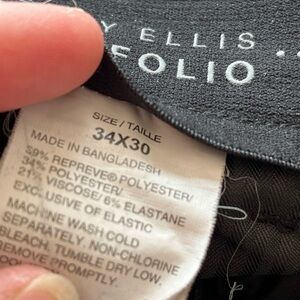 Y ELLIS
FOLIO
SIZE / TAILLE
34X30
MADE IN BANGLADESH
39% REPREVE® POLYESTER/
34% POLYESTER/
21% VISCOSE/ 6% ELASTANE
EXCLUSIVE OF ELASTIC
MACHINE WASH COLD
SEPARATELY. NON-CHLORINE
BLEACH. TUMBLE DRY LOW.
REMOVE PROMPTLY.